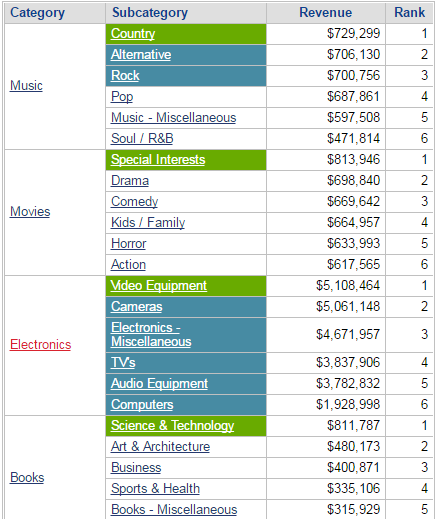 Category Subcategory Revenue Rank
Music
Country $729,299 1
Alternative $706,130 2
Rock $700,756 3
Pop $687,861 4
Music - Miscellaneous $597,508 5
Soul / R&B $471,814 6
Movies
Special Interests $813,946 1
Drama $698,840 2
Comedy $669,642 3
Kids / Family $664,957 4
Horror $633,993 5
Action $617,565 6
Electronics
Video Equipment $5,108,464 1
Cameras $5,061,148 2
Electronics -
Miscellaneous $4,671,957 3
TV's $3,837,906 4
Audio Equipment $3,782,832 5
Computers $1,928,998 6
Books
Science & Technology $811,787 1
Art & Architecture $480,173 2
Business $400,871 3
Sports & Health $335,106 4
Books - Miscellaneous $315,929 5